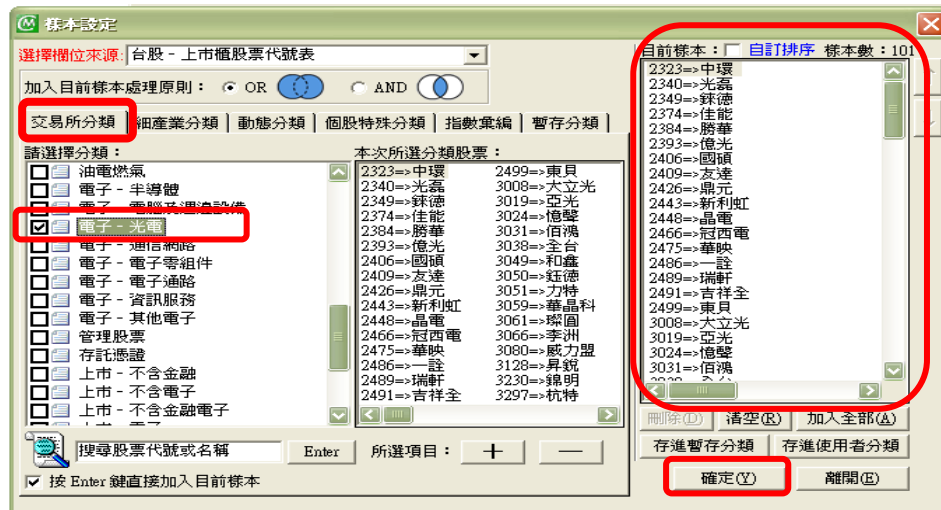 樣本設定
選擇欄位來源: 台股 - 上市櫃股票代號表
加入目前樣本處理原則： OR AND
交易所分類 細產業分類 動態分類 個股特殊分類 指數彙編 暫存分類
請選擇分類：
油電燃氣
電子 - 半導體
電子 - 電腦及週邊設備
電子 - 光電
電子 - 通信網路
電子 - 電子零組件
電子 - 電子通路
電子 - 資訊服務
電子 - 其他電子
管理股票
存託憑證
上市 - 不含金融
上市 - 不含電子
上市 - 不含金融電子
本次所選分類股票：
2323=>中環 2499=>東貝
2340=>光磊 3008=>大立光
2349=>錸德 3019=>亞光
2374=>佳能 3024=>憶聲
2384=>勝華 3031=>佰鴻
2393=>億光 3038=>全台
2406=>國碩 3049=>和鑫
2409=>友達 3050=>鈺德
2426=>鼎元 3051=>力特
2443=>新利虹 3059=>華晶科
2448=>晶電 3061=>璨圓
2466=>冠西電 3066=>李洲
2475=>華映 3080=>威力盟
2486=>一詮 3128=>昇銳
2489=>瑞軒 3230=>錦明
2491=>吉祥全 3297=>杭特
搜尋股票代號或名稱 Enter 所選項目：
按 Enter 鍵直接加入目前樣本
目前樣本： 自訂排序 樣本數：101
2323=>中環
2340=>光磊
2349=>錸德
2374=>佳能
2384=>勝華
2393=>億光
2406=>國碩
2409=>友達
2426=>鼎元
2443=>新利虹
2448=>晶電
2466=>冠西電
2475=>華映
2486=>一詮
2489=>瑞軒
2491=>吉祥全
2499=>東貝
3008=>大立光
3019=>亞光
3024=>憶聲
3031=>佰鴻
刪除(D) 清空(R) 加入全部(A)
存進暫存分類 存進使用者分類
確定(Y) 離開(E)